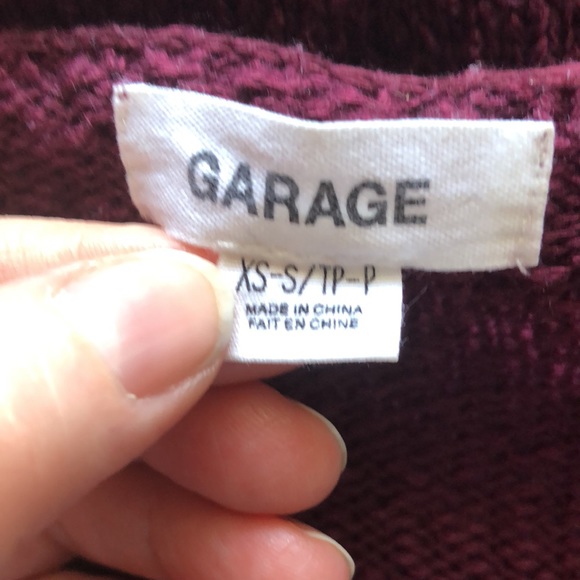 GARAGE
XS-S/TP-P
MADE IN CHINA
FAIT EN CHINE